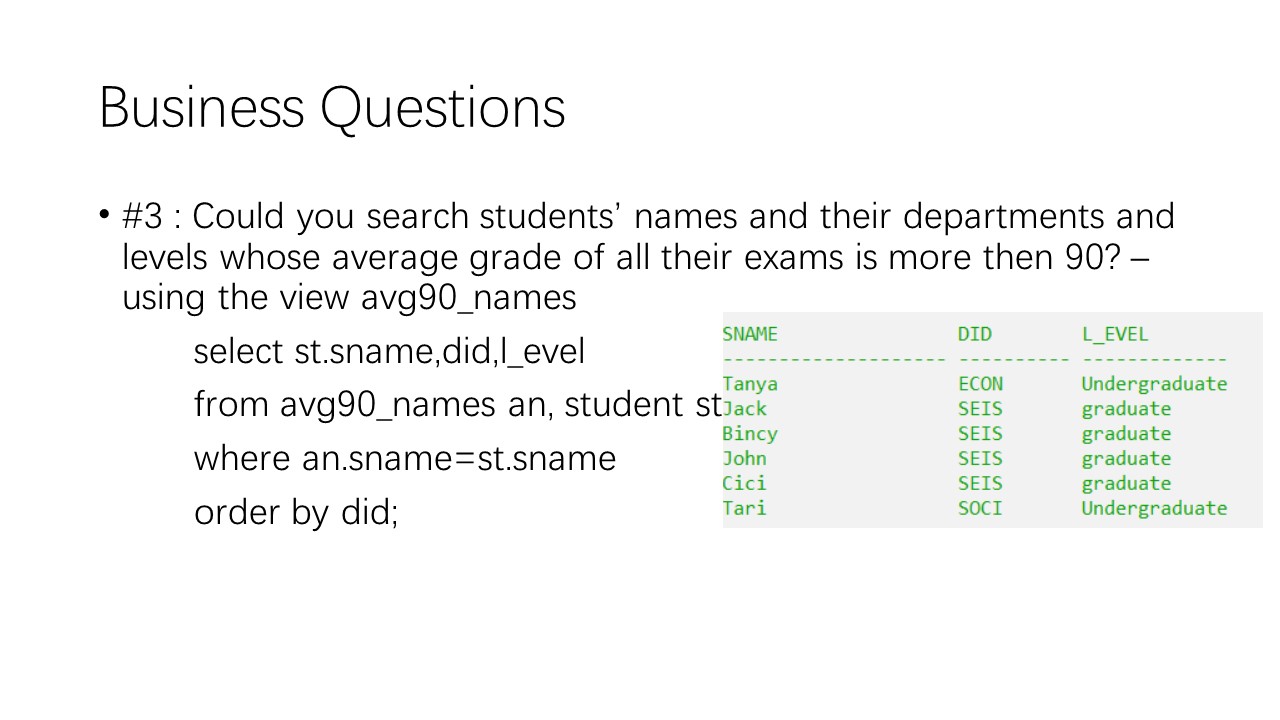 Business Questions
• #3 : Could you search students’ names and their departments and
levels whose average grade of all their exams is more then 90? –
using the view avg90_names
select st.sname,did,l_evel
from avg90_names an, student st
where an.sname=st.sname
order by did;
SNAME DID L_EVEL
-------------------- ---------- -------------
Tanya ECON Undergraduate
Jack SEIS graduate
Bincy SEIS graduate
John SEIS graduate
Cici SEIS graduate
Tari SOCI Undergraduate